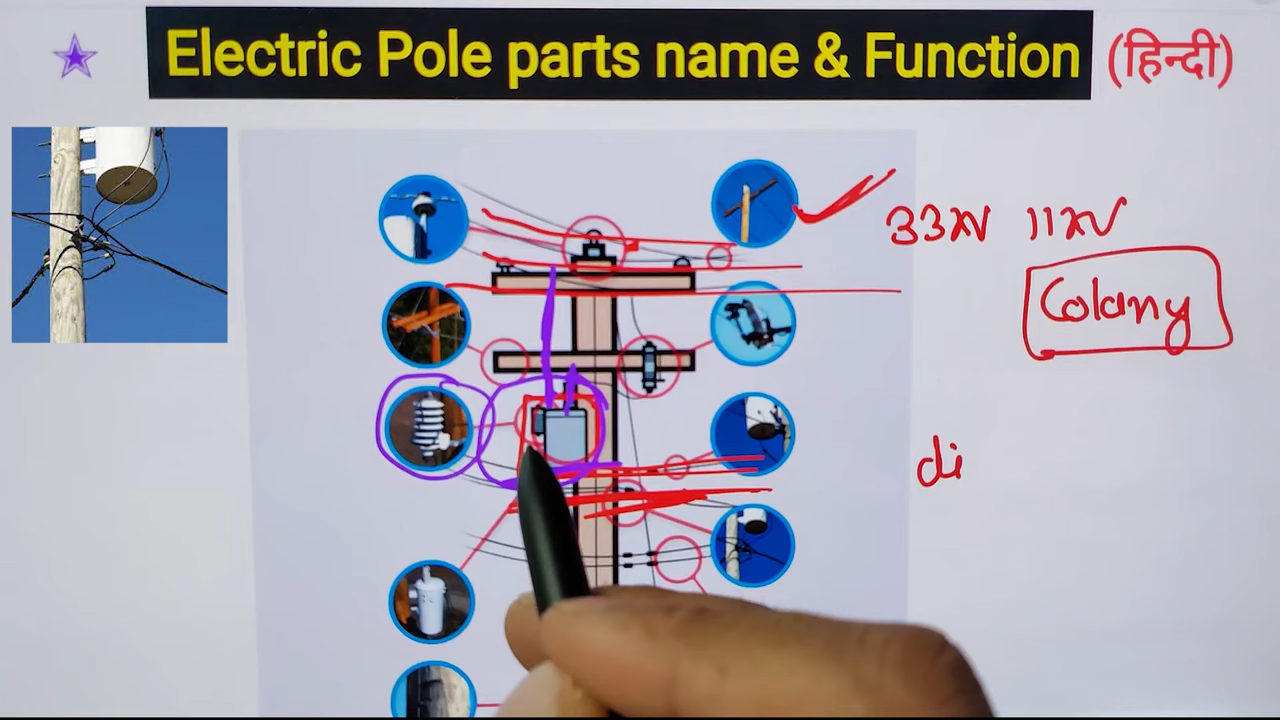 Electric Pole parts name & Function (हिन्दी)
33KV 11KV
Colony
di